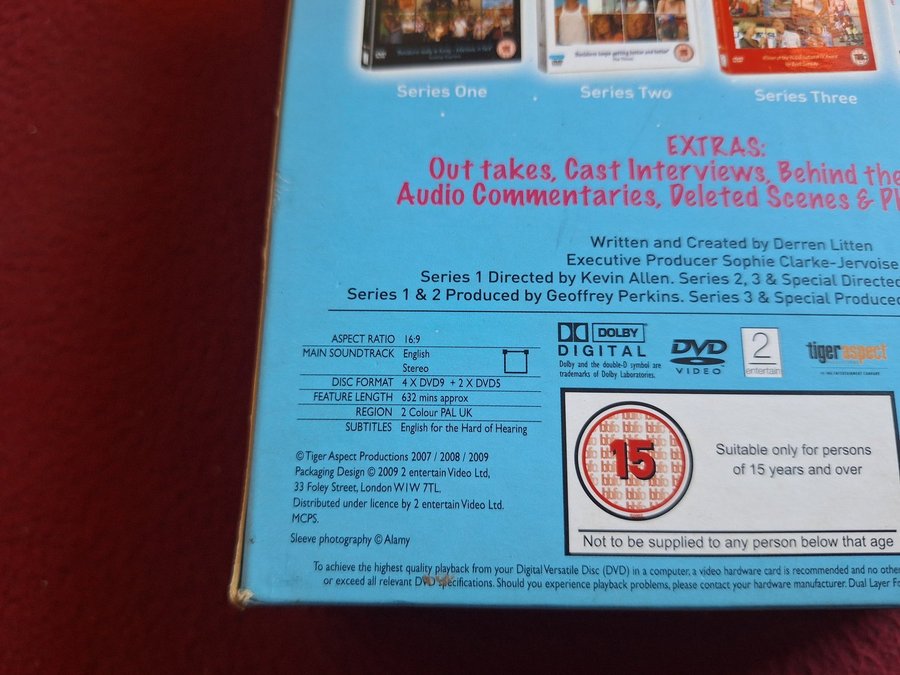 Series One
Series Two
Series Three
EXTRAS:
Out takes, Cast Interviews, Behind the
Audio Commentaries, Deleted Scenes &
Written and Created by Derren Litten
Executive Producer Sophie Clarke-Jervoise
Series 1 Directed by Kevin Allen. Series 2, 3 & Special Directed
Series 1 & 2 Produced by Geoffrey Perkins. Series 3 & Special Produced
ASPECT RATIO 16:9
MAIN SOUNDTRACK English
Stereo
DISC FORMAT 4 X DVD9 + 2 X DVD5
FEATURE LENGTH 632 mins approx
REGION 2 Colour PAL UK
SUBTITLES English for the Hard of Hearing
DOLBY
DIGITAL
Dolby and the double-D symbol are
trademarks of Dolby Laboratories.
DVD
VIDEO
2
entertain
tigeraspect
© Tiger Aspect Productions 2007 / 2008 / 2009
Packaging Design © 2009 2 entertain Video Ltd,
33 Foley Street, London W1W 7TL.
Distributed under licence by 2 entertain Video Ltd.
MCPS.
Sleeve photography © Alamy
15
Suitable only for persons
of 15 years and over
Not to be supplied to any person below that age
To achieve the highest quality playback from your Digital Versatile Disc (DVD) in a computer, a video hardware card is recommended and no other
or exceed all relevant DVD specifications. Should you experience playback problems, please contact your hardware manufacturer. Dual Layer